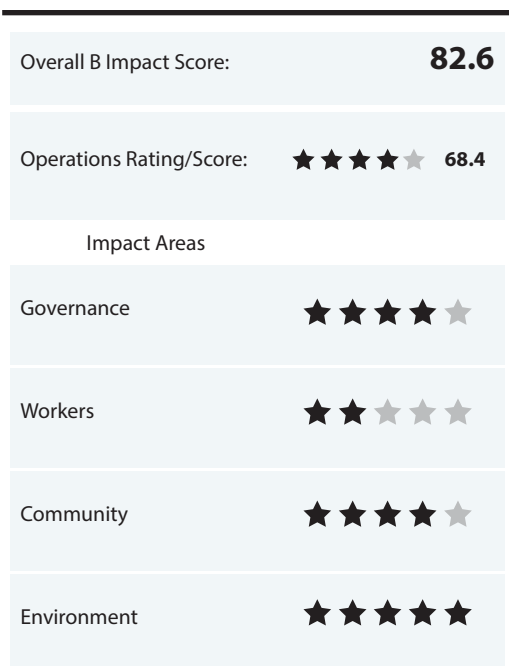 Overall B Impact Score: 82.6
Operations Rating/Score: 68.4
Impact Areas
Governance
Workers
Community
Environment